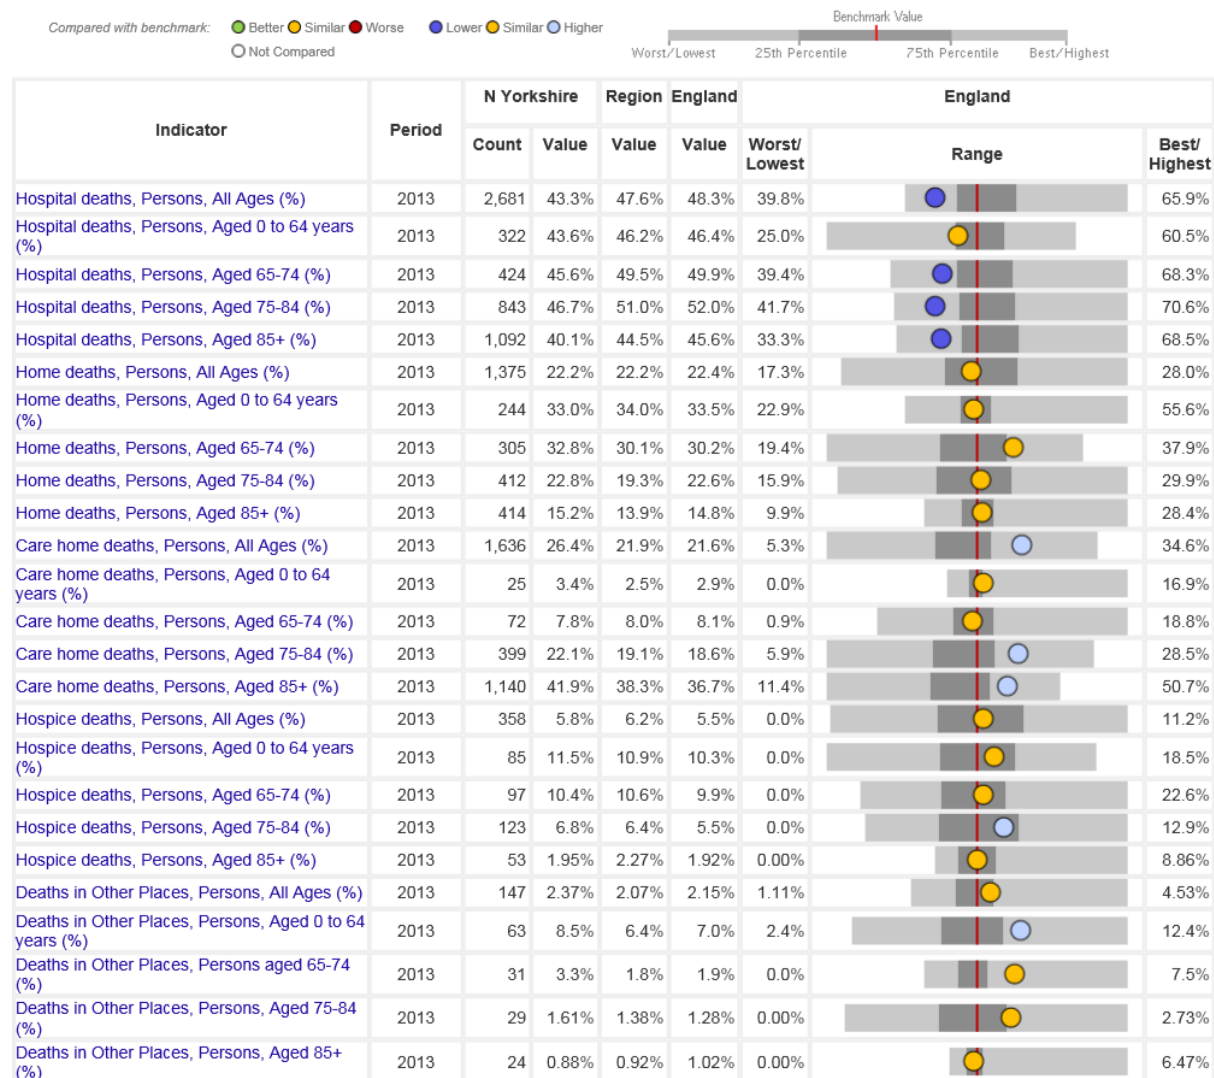 Compared with benchmark: Better Similar Worse Lower Similar Higher
Not Compared
Benchmark Value
Worst/Lowest 25th Percentile 75th Percentile Best/Highest
Indicator Period N Yorkshire Region England England
Count Value Value Value Worst/ Lowest Range Best/ Highest
Hospital deaths, Persons, All Ages (%) 2013 2,681 43.3% 47.6% 48.3% 39.8% 65.9%
Hospital deaths, Persons, Aged 0 to 64 years
(%) 2013 322 43.6% 46.2% 46.4% 25.0% 60.5%
Hospital deaths, Persons, Aged 65-74 (%) 2013 424 45.6% 49.5% 49.9% 39.4% 68.3%
Hospital deaths, Persons, Aged 75-84 (%) 2013 843 46.7% 51.0% 52.0% 41.7% 70.6%
Hospital deaths, Persons, Aged 85+ (%) 2013 1,092 40.1% 44.5% 45.6% 33.3% 68.5%
Home deaths, Persons, All Ages (%) 2013 1,375 22.2% 22.2% 22.4% 17.3% 28.0%
Home deaths, Persons, Aged 0 to 64 years
(%) 2013 244 33.0% 34.0% 33.5% 22.9% 55.6%
Home deaths, Persons, Aged 65-74 (%) 2013 305 32.8% 30.1% 30.2% 19.4% 37.9%
Home deaths, Persons, Aged 75-84 (%) 2013 412 22.8% 19.3% 22.6% 15.9% 29.9%
Home deaths, Persons, Aged 85+ (%) 2013 414 15.2% 13.9% 14.8% 9.9% 28.4%
Care home deaths, Persons, All Ages (%) 2013 1,636 26.4% 21.9% 21.6% 5.3% 34.6%
Care home deaths, Persons, Aged 0 to 64
years (%) 2013 25 3.4% 2.5% 2.9% 0.0% 16.9%
Care home deaths, Persons, Aged 65-74 (%) 2013 72 7.8% 8.0% 8.1% 0.9% 18.8%
Care home deaths, Persons, Aged 75-84 (%) 2013 399 22.1% 19.1% 18.6% 5.9% 28.5%
Care home deaths, Persons, Aged 85+ (%) 2013 1,140 41.9% 38.3% 36.7% 11.4% 50.7%
Hospice deaths, Persons, All Ages (%) 2013 358 5.8% 6.2% 5.5% 0.0% 11.2%
Hospice deaths, Persons, Aged 0 to 64 years
(%) 2013 85 11.5% 10.9% 10.3% 0.0% 18.5%
Hospice deaths, Persons, Aged 65-74 (%) 2013 97 10.4% 10.6% 9.9% 0.0% 22.6%
Hospice deaths, Persons, Aged 75-84 (%) 2013 123 6.8% 6.4% 5.5% 0.0% 12.9%
Hospice deaths, Persons, Aged 85+ (%) 2013 53 1.95% 2.27% 1.92% 0.00% 8.86%
Deaths in Other Places, Persons, All Ages (%) 2013 147 2.37% 2.07% 2.15% 1.11% 4.53%
Deaths in Other Places, Persons, Aged 0 to 64
years (%) 2013 63 8.5% 6.4% 7.0% 2.4% 12.4%
Deaths in Other Places, Persons aged 65-74
(%) 2013 31 3.3% 1.8% 1.9% 0.0% 7.5%
Deaths in Other Places, Persons, Aged 75-84
(%) 2013 29 1.61% 1.38% 1.28% 0.00% 2.73%
Deaths in Other Places, Persons, Aged 85+
(%) 2013 24 0.88% 0.92% 1.02% 0.00% 6.47%